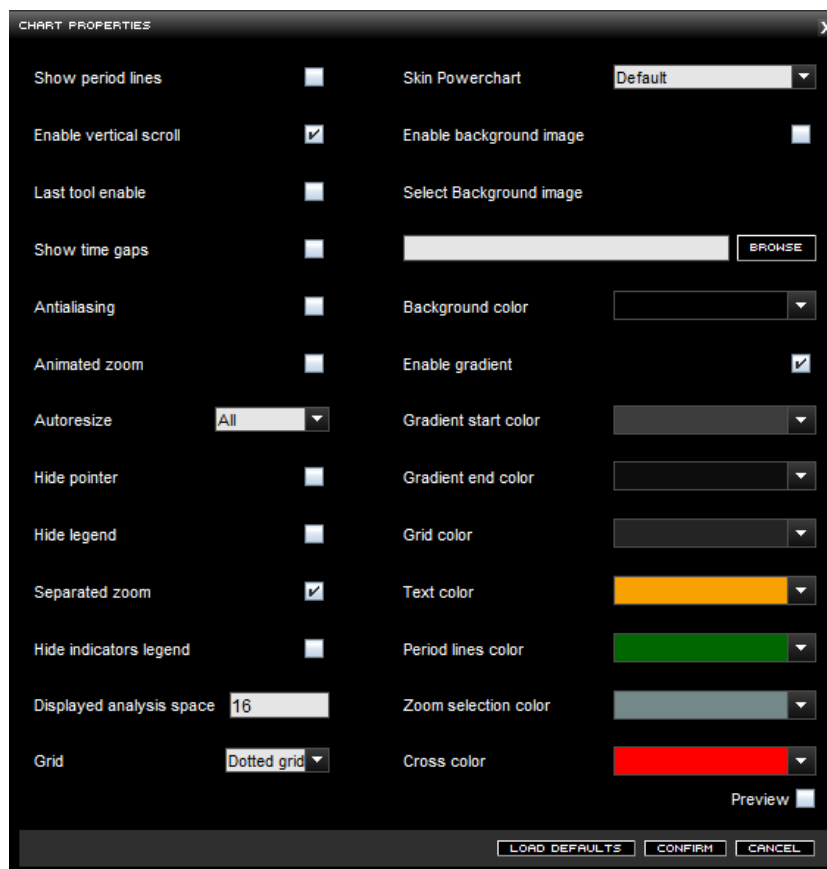 CHART PROPERTIES X
Show period lines
Skin Powerchart Default
Enable vertical scroll
Enable background image
Last tool enable
Select Background image
Show time gaps
BROWSE
Antialiasing
Background color
Animated zoom
Enable gradient
Autoresize All
Gradient start color
Hide pointer
Gradient end color
Hide legend
Grid color
Separated zoom
Text color
Hide indicators legend
Period lines color
Displayed analysis space 16
Zoom selection color
Grid Dotted grid
Cross color
Preview
LOAD DEFAULTS CONFIRM CANCEL